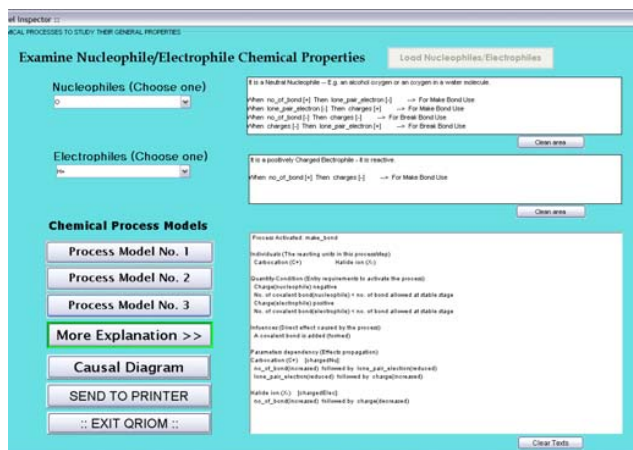 el Inspector ::
ICAL PROCESSES TO STUDY THEIR GENERAL PROPERTIES
Examine Nucleophile/Electrophile Chemical Properties
Load Nucleophiles/Electrophiles
Nucleophiles (Choose one)
O
It is a Neutral Nucleophile -- E.g. an alcohol oxygen or an oxygen in a water molecule.
When no_of_bond [+] Then lone_pair_electron [-] --> For Make Bond Use
When lone_pair_electron [-] Then charges [+] --> For Make Bond Use
When no_of_bond [-] Then charges [-] --> For Break Bond Use
When charges [-] Then lone_pair_electron [+] --> For Break Bond Use
Clean area
Electrophiles (Choose one)
H+
It is a positively Charged Electrophile - It is reactive.
When no_of_bond [+] Then charges [-] --> For Make Bond Use
Clean area
Chemical Process Models
Process Model No. 1
Process Model No. 2
Process Model No. 3
More Explanation >>
Causal Diagram
SEND TO PRINTER
:: EXIT QRIOM ::
Process Activated: make_bond
Individuals (The reacting units in this process/step)
Carbocation (C+) Halide ion (X-)
Quantity-Condition (Entry requirements to activate the process)
Charge(nucleophile) negative
No. of covalent bond(nucleophile) < no. of bond allowed at stable stage
Charge(electrophile) positive
No. of covalent bond(electrophile) < no. of bond allowed at stable stage
Influences (Direct effect caused by the process)
A covalent bond is added (formed)
Parameters dependency (Effects propagation)
Carbocation (C+) [chargedNu]:
no_of_bond(increased) followed by lone_pair_electron(reduced)
lone_pair_electron(reduced) followed by charge(increased)
Halide ion (X-) [chargedElec]:
no_of_bond(increased) followed by charge(decreased)
Clear Texts